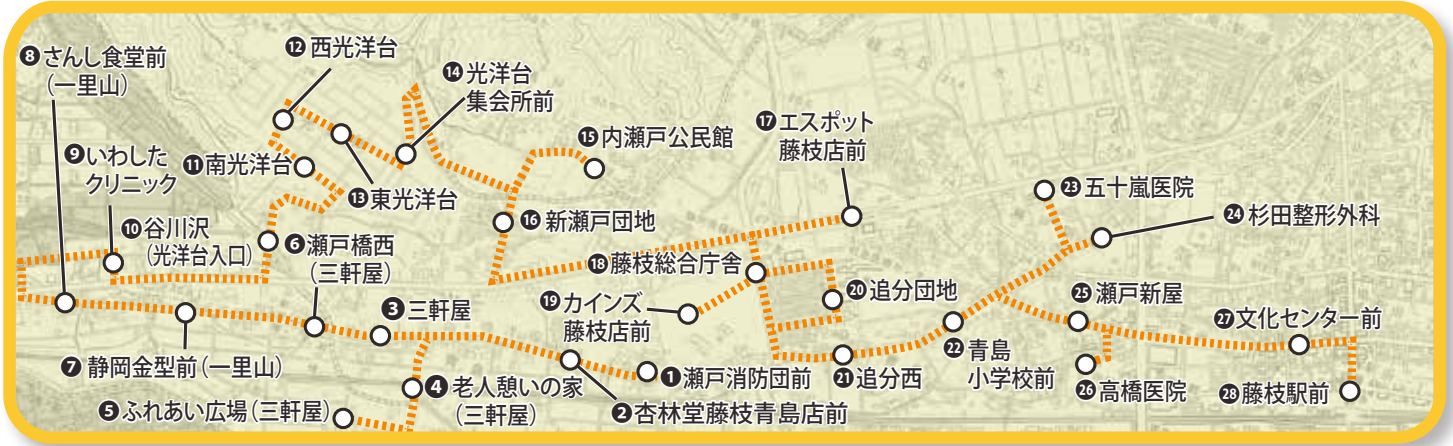 ❽さんし食堂前
(一里山)
❾いわした
クリニック
❿谷川沢
(光洋台入口)
⓫南光洋台
⓬西光洋台
⓭東光洋台
⓮光洋台
集会所前
⓯内瀬戸公民館
⓰新瀬戸団地
⓱エスポット
藤枝店前
⓲藤枝総合庁舎
⓳カインズ
藤枝店前
⓴追分団地
㉑追分西
㉒青島
小学校前
㉓五十嵐医院
㉔杉田整形外科
㉕瀬戸新屋
㉖高橋医院
㉗文化センター前
㉘藤枝駅前
❻瀬戸橋西
(三軒屋)
❸三軒屋
❼静岡金型前(一里山)
❺ふれあい広場(三軒屋)
❹老人憩いの家
(三軒屋)
❶瀬戸消防団前
❷杏林堂藤枝青島店前